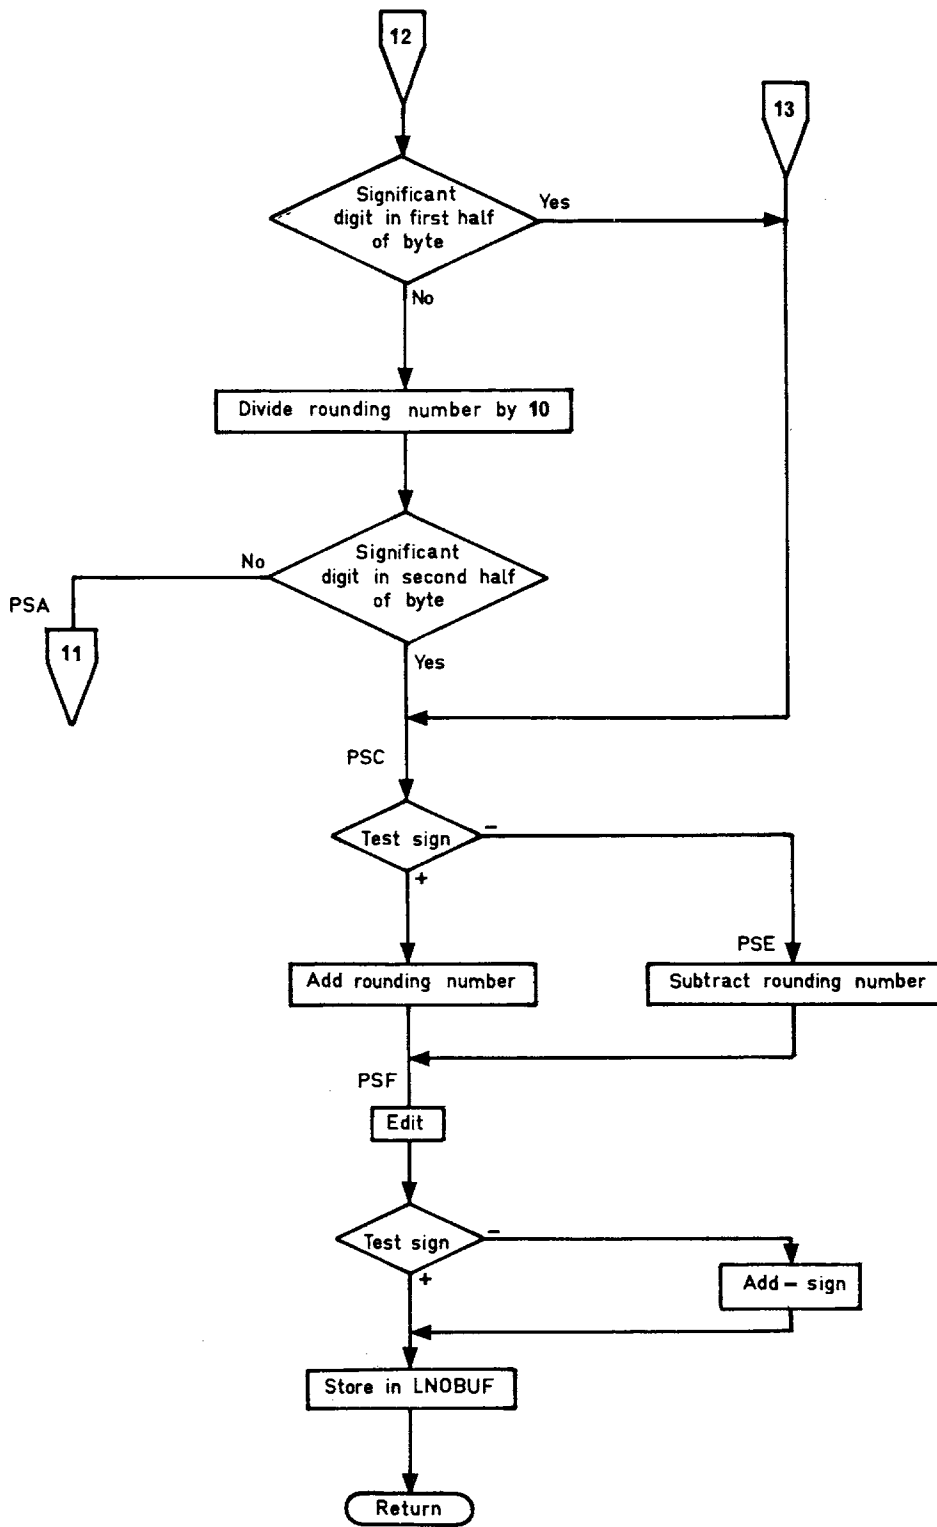 12
13
Significant
digit in first half
of byte
Yes
No
Divide rounding number by 10
Significant
digit in second half
of byte
No
PSA
11
Yes
PSC
Test sign
-
+
PSE
Add rounding number
Subtract rounding number
PSF
Edit
Test sign
-
+
Add - sign
Store in LNOBUF
Return